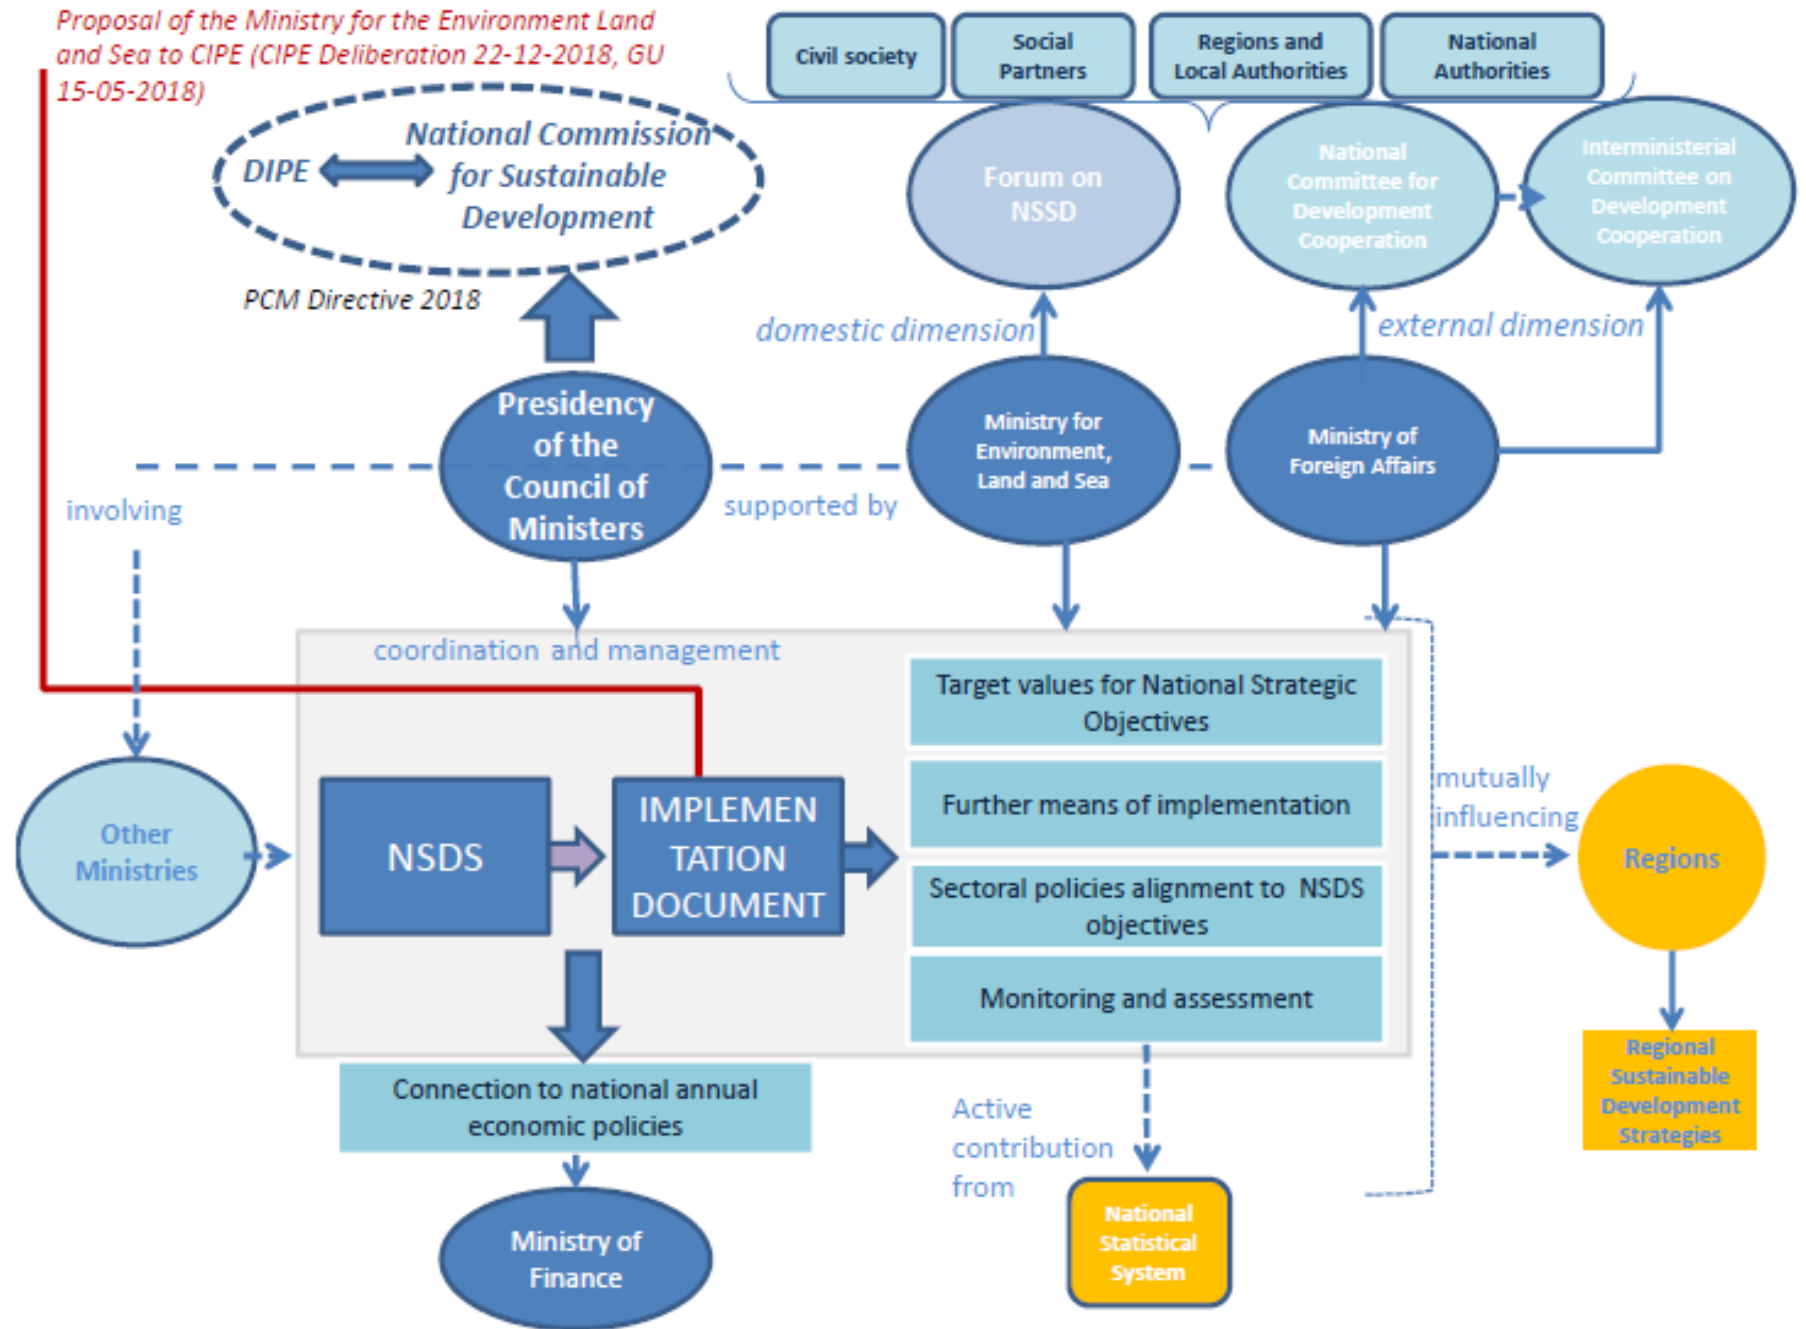 Proposal of the Ministry for the Environment Land
and Sea to CIPE (CIPE Deliberation 22-12-2018, GU
15-05-2018)
Civil society
Social
Partners
Regions and
Local Authorities
National
Authorities
DIPE
National Commission
for Sustainable
Development
PCM Directive 2018
Forum on
NSSD
National
Committee for
Development
Cooperation
Interministerial
Committee on
Development
Cooperation
domestic dimension
external dimension
Presidency
of the
Council of
Ministers
Ministry for
Environment,
Land and Sea
Ministry of
Foreign Affairs
involving
supported by
coordination and management
Target values for National Strategic
Objectives
Further means of implementation
Sectoral policies alignment to NSDS
objectives
Monitoring and assessment
Other
Ministries
NSDS
IMPLEMEN
TATION
DOCUMENT
mutually
influencing
Regions
Regional
Sustainable
Development
Strategies
Connection to national annual
economic policies
Active
contribution
from
Ministry of
Finance
National
Statistical
System